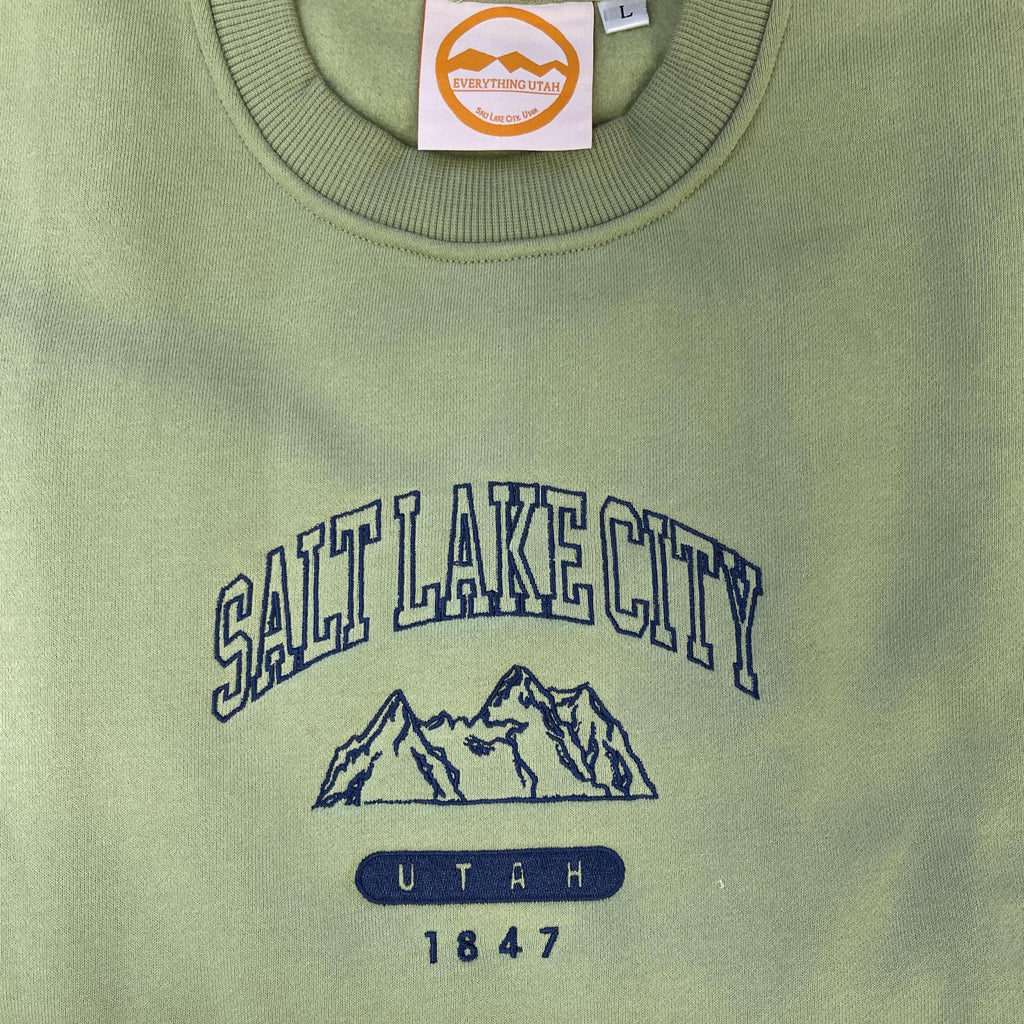 EVERYTHING UTAH
SALT LAKE CITY, UTAH
L
SALT LAKE CITY
UTAH
1847